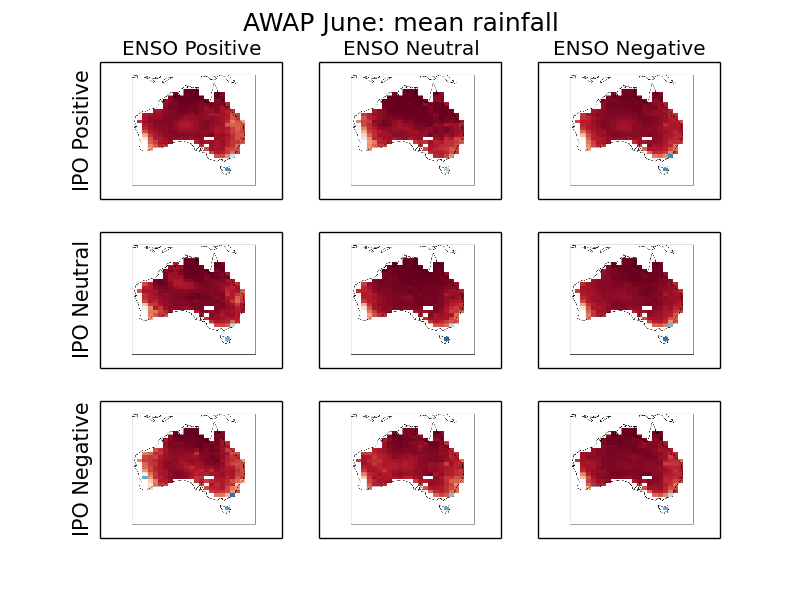 AWAP June: mean rainfall
ENSO Positive ENSO Neutral ENSO Negative
IPO Positive
IPO Neutral
IPO Negative